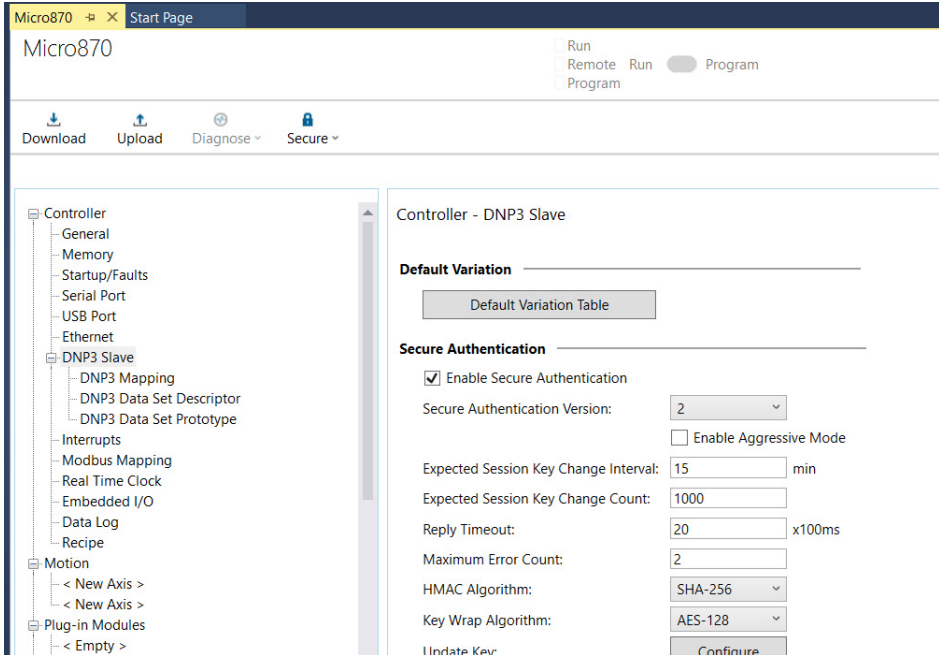 Micro870 Start Page
Micro870
Run
Remote Run Program
Program
Download Upload Diagnose Secure
Controller
General
Memory
Startup/Faults
Serial Port
USB Port
Ethernet
DNP3 Slave
DNP3 Mapping
DNP3 Data Set Descriptor
DNP3 Data Set Prototype
Interrupts
Modbus Mapping
Real Time Clock
Embedded I/O
Data Log
Recipe
Motion
< New Axis >
< New Axis >
Plug-in Modules
< Empty >
Controller - DNP3 Slave
Default Variation
Default Variation Table
Secure Authentication
Enable Secure Authentication
Secure Authentication Version: 2
Enable Aggressive Mode
Expected Session Key Change Interval: 15 min
Expected Session Key Change Count: 1000
Reply Timeout: 20 x100ms
Maximum Error Count: 2
HMAC Algorithm: SHA-256
Key Wrap Algorithm: AES-128
Update Key: Configure